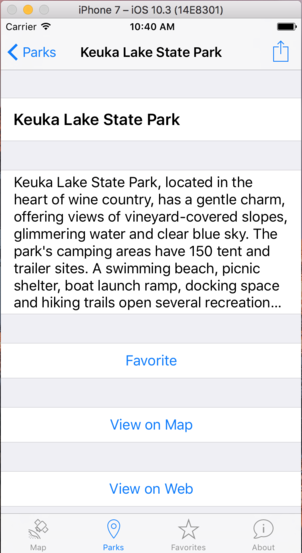 iPhone 7 – iOS 10.3 (14E8301)
Carrier 10:40 AM
Parks Keuka Lake State Park
Keuka Lake State Park
Keuka Lake State Park, located in the
heart of wine country, has a gentle charm,
offering views of vineyard-covered slopes,
glimmering water and clear blue sky. The
park's camping areas have 150 tent and
trailer sites. A swimming beach, picnic
shelter, boat launch ramp, docking space
and hiking trails open several recreation...
Favorite
View on Map
View on Web
Map Parks Favorites About